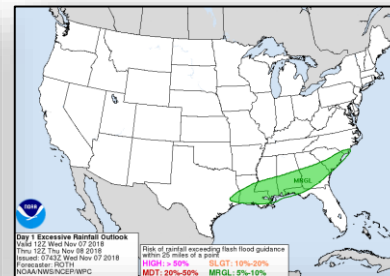 MRGL
noaa
Day 1 Excessive Rainfall Outlook
Valid 12Z Wed Nov 07 2018
Thru 12Z Thu Nov 08 2018
Issued: 0743Z Wed Nov 07 2018
Forecaster: ROTH
NOAA/NWS/NCEP/WPC
Risk of rainfall exceeding flash flood guidance
within 25 miles of a point
HIGH: > 50% SLGT: 10%-20%
MDT: 20%-50% MRGL: 5%-10%